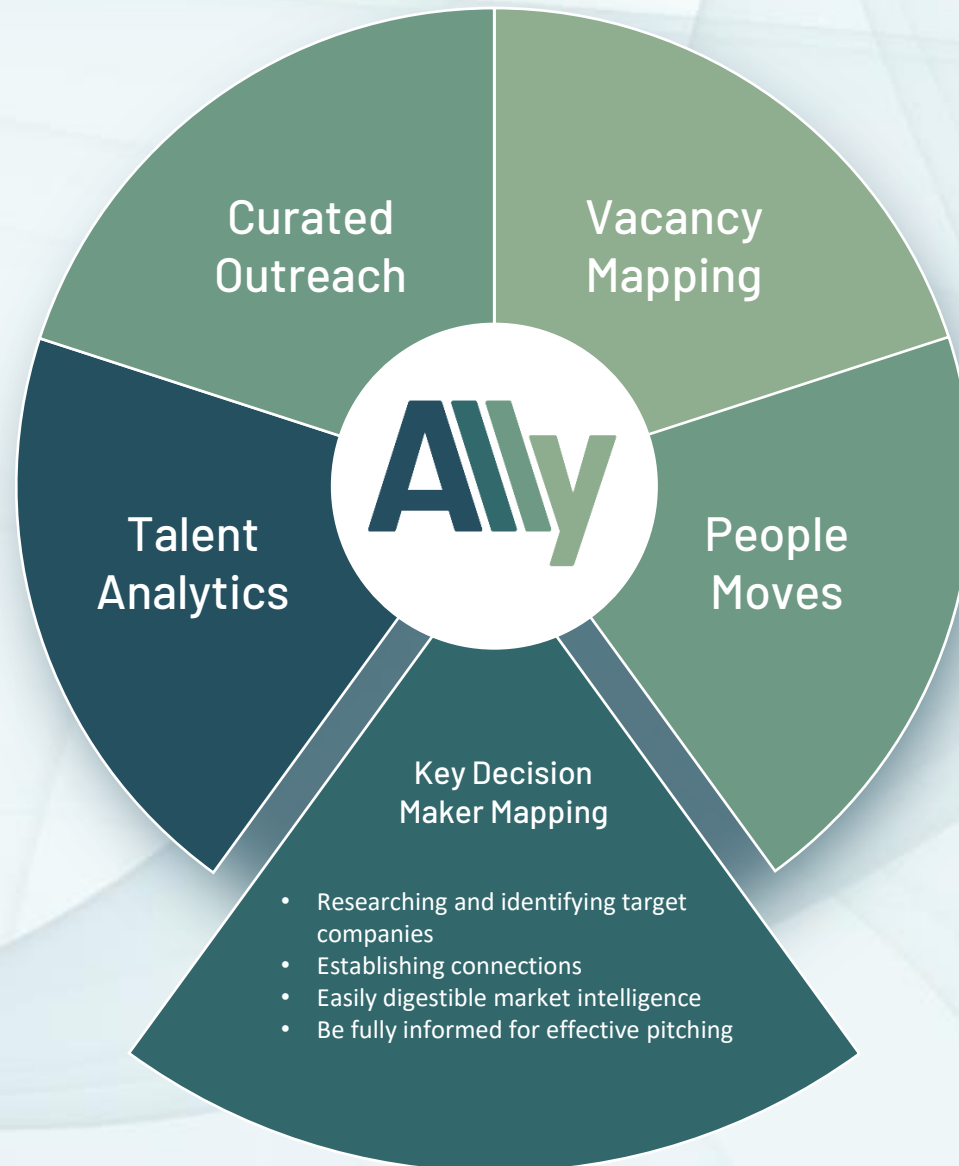 Curated
Outreach
Vacancy
Mapping
Ally
Talent
Analytics
People
Moves
Key Decision
Maker Mapping
• Researching and identifying target
companies
• Establishing connections
• Easily digestible market intelligence
• Be fully informed for effective pitching